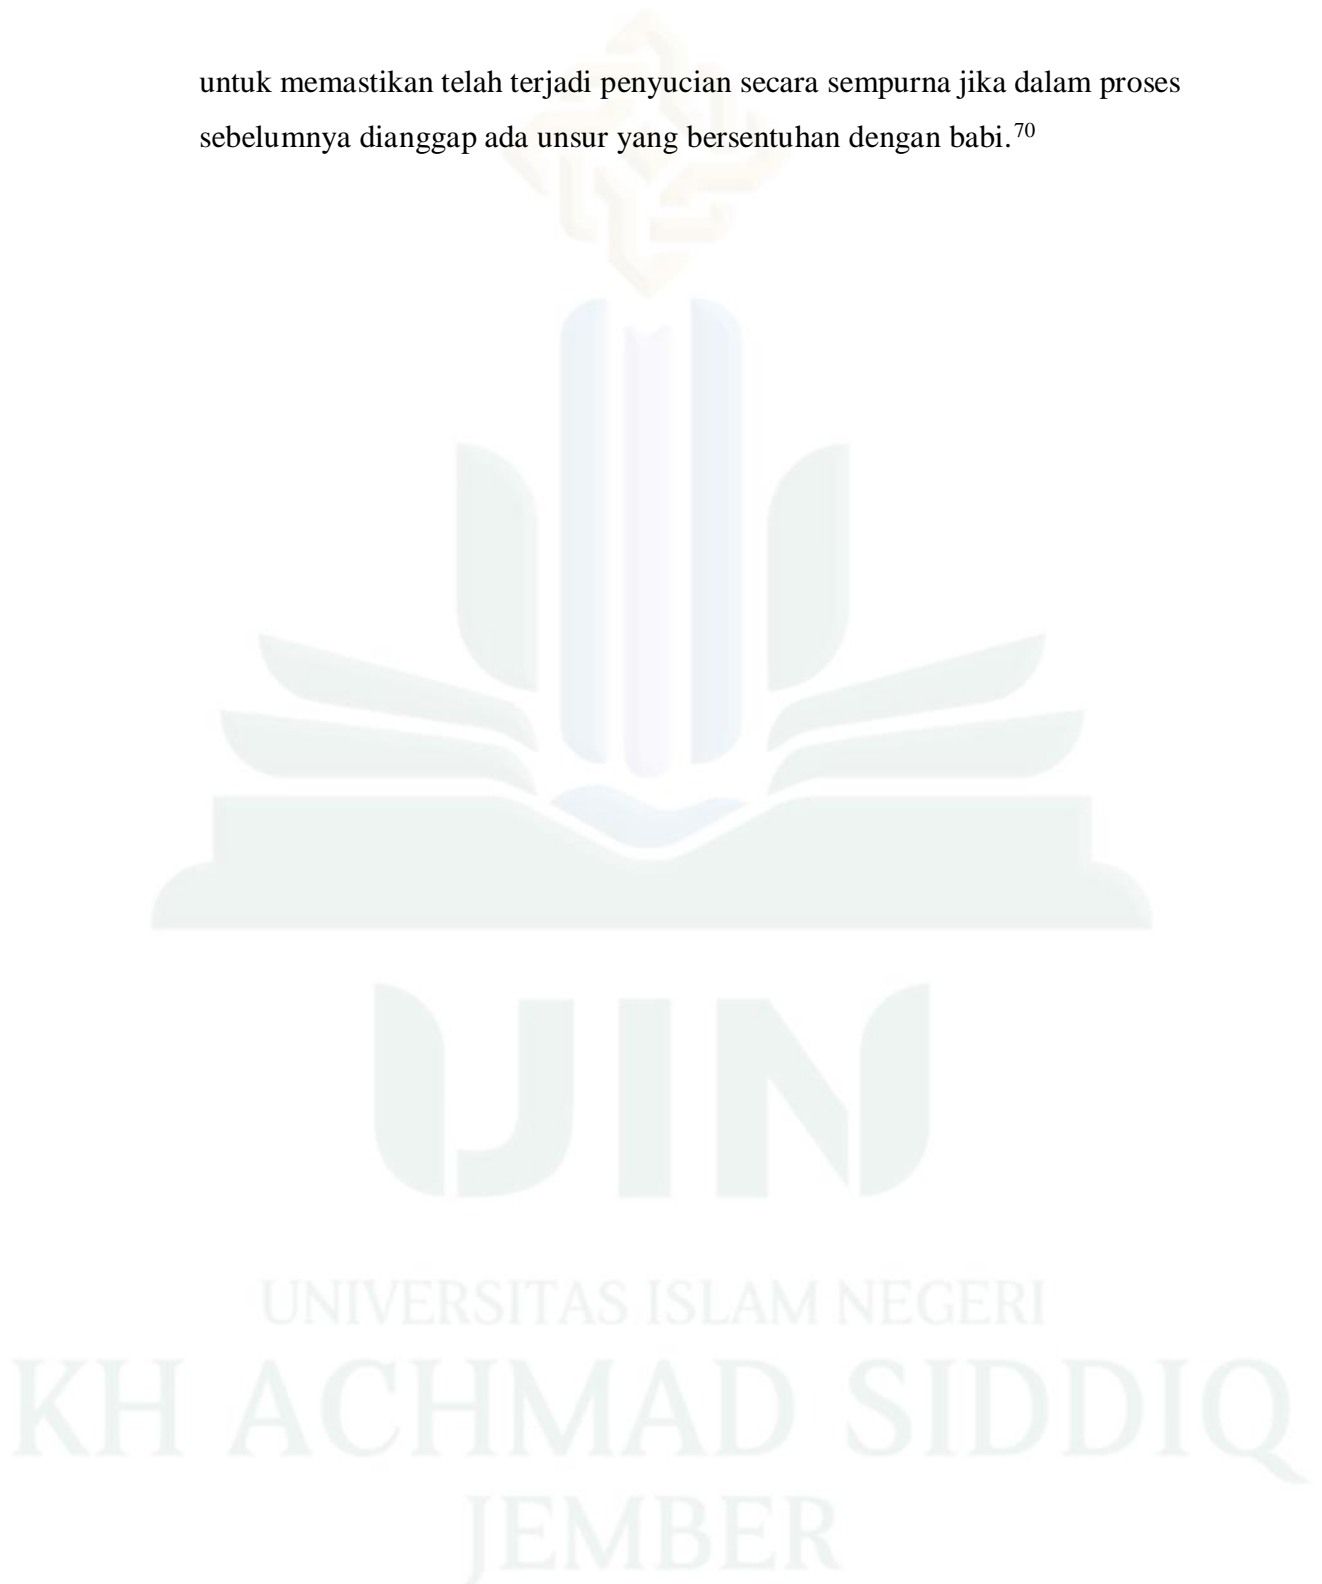 untuk memastikan telah terjadi penyucian secara sempurna jika dalam proses
sebelumnya dianggap ada unsur yang bersentuhan dengan babi.70
UIN
UNIVERSITAS ISLAM NEGERI
KH ACHMAD SIDDIQ
JEMBER